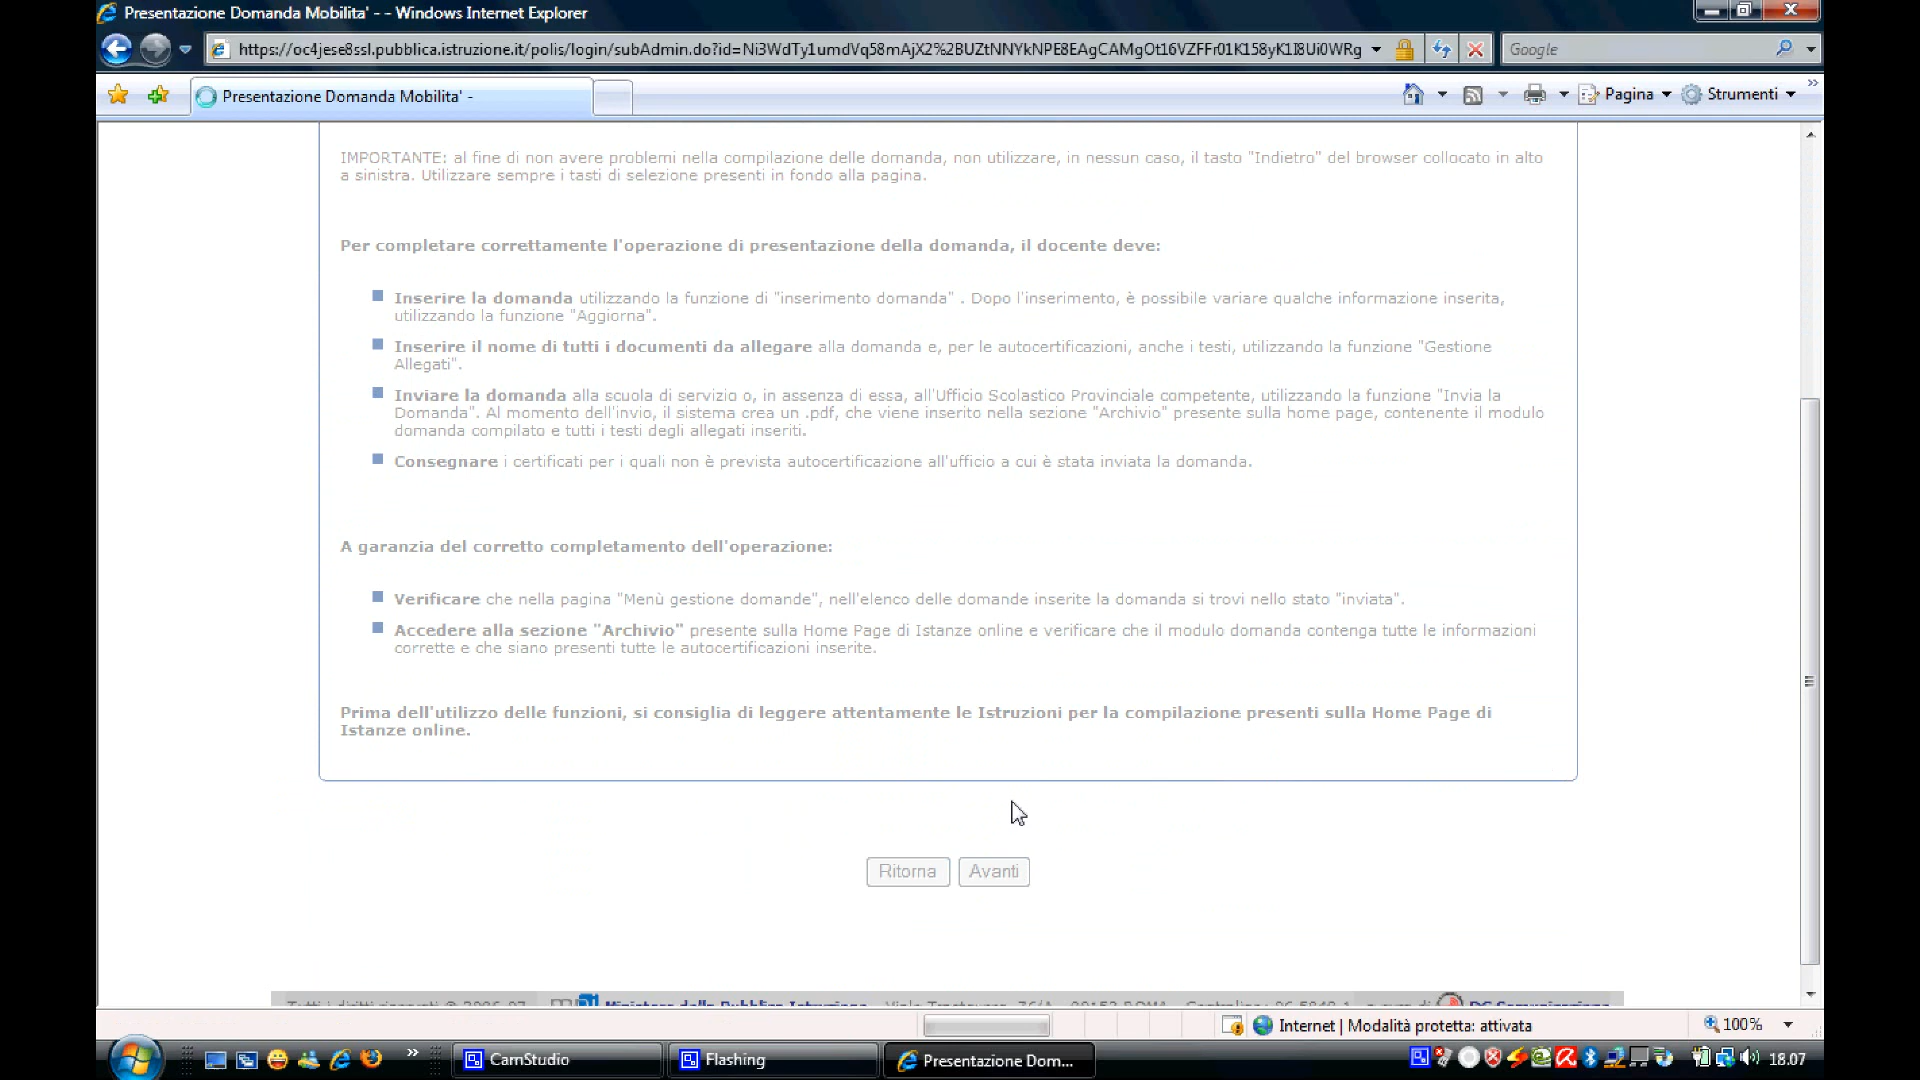 Presentazione Domanda Mobilita' - - Windows Internet Explorer
https://oc4jese8ssl.pubblica.istruzione.it/polis/login/subAdmin.do?id=Ni3WdTy1umdVq58mAjX2%2BUZtNNYkNPE8EAgCAMgOt16VZFFr01K158yK1I8Ui0WRg
Google
Presentazione Domanda Mobilita' -
Pagina
Strumenti
IMPORTANTE: al fine di non avere problemi nella compilazione delle domanda, non utilizzare, in nessun caso, il tasto "Indietro" del browser collocato in alto
a sinistra. Utilizzare sempre i tasti di selezione presenti in fondo alla pagina.
Per completare correttamente l'operazione di presentazione della domanda, il docente deve:
Inserire la domanda utilizzando la funzione di "inserimento domanda" . Dopo l'inserimento, è possibile variare qualche informazione inserita,
utilizzando la funzione "Aggiorna".
Inserire il nome di tutti i documenti da allegare alla domanda e, per le autocertificazioni, anche i testi, utilizzando la funzione "Gestione
Allegati".
Inviare la domanda alla scuola di servizio o, in assenza di essa, all'Ufficio Scolastico Provinciale competente, utilizzando la funzione "Invia la
Domanda". Al momento dell'invio, il sistema crea un .pdf, che viene inserito nella sezione "Archivio" presente sulla home page, contenente il modulo
domanda compilato e tutti i testi degli allegati inseriti.
Consegnare i certificati per i quali non è prevista autocertificazione all'ufficio a cui è stata inviata la domanda.
A garanzia del corretto completamento dell'operazione:
Verificare che nella pagina "Menù gestione domande", nell'elenco delle domande inserite la domanda si trovi nello stato "inviata".
Accedere alla sezione "Archivio" presente sulla Home Page di Istanze online e verificare che il modulo domanda contenga tutte le informazioni
corrette e che siano presenti tutte le autocertificazioni inserite.
Prima dell'utilizzo delle funzioni, si consiglia di leggere attentamente le Istruzioni per la compilazione presenti sulla Home Page di
Istanze online.
Ritorna Avanti
Internet | Modalità protetta: attivata
100%
CamStudio
Flashing
Presentazione Dom...
18.07